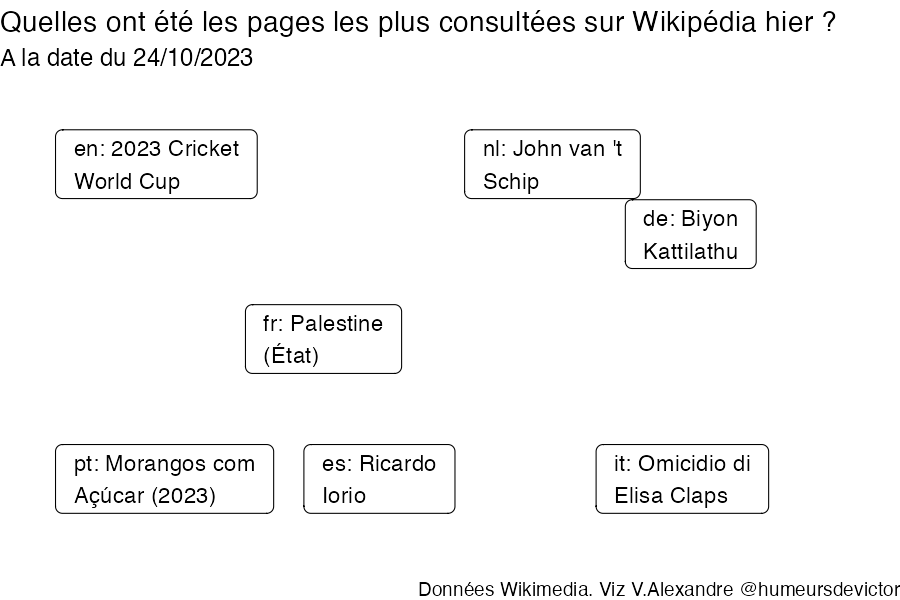 Quelles ont été les pages les plus consultées sur Wikipédia hier ?
A la date du 24/10/2023
en: 2023 Cricket
World Cup
nl: John van 't
Schip
de: Biyon
Kattilathu
fr: Palestine
(État)
pt: Morangos com
Açúcar (2023)
es: Ricardo
Iorio
it: Omicidio di
Elisa Claps
Données Wikimedia. Viz V.Alexandre @humeursdevictor